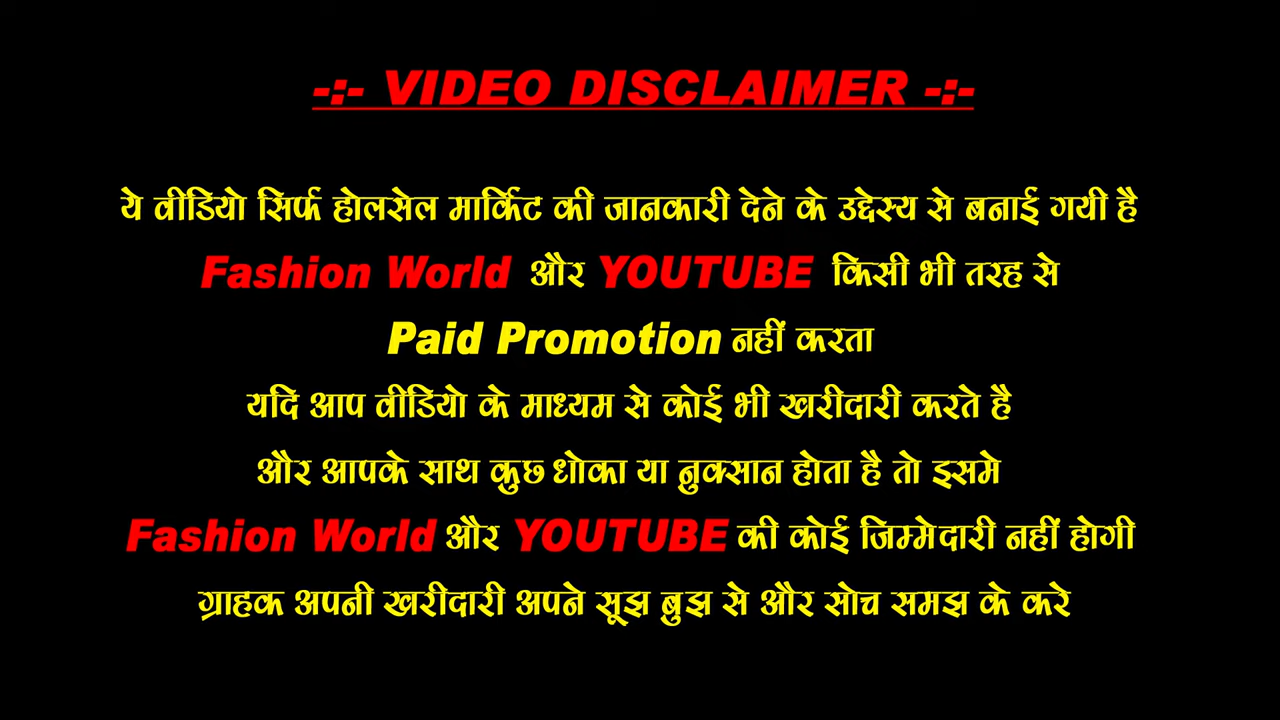 -:- VIDEO DISCLAIMER -:-
ये वीडियो सिर्फ होलसेल मार्किट की जानकारी देने के उद्देस्य से बनाई गयी है
Fashion World और YOUTUBE किसी भी तरह से
Paid Promotion नहीं करता
यदि आप वीडियो के माध्यम से कोई भी खरीदारी करते है
और आपके साथ कुछ धोका या नुक्सान होता है तो इसमे
Fashion World और YOUTUBE की कोई जिम्मेदारी नहीं होगी
ग्राहक अपनी खरीदारी अपने सूझ बुझ से और सोच समझ के करे